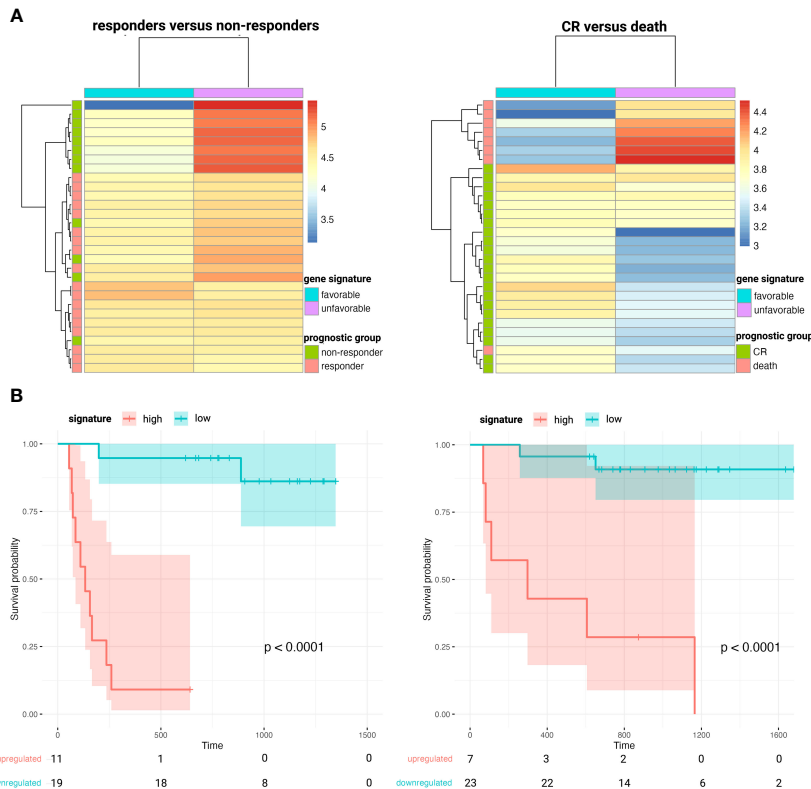 A
responders versus non-responders
CR versus death
5
4.5
4
3.5
gene signature
favorable
unfavorable
prognostic group
non-responder
responder
4.4
4.2
4
3.8
3.6
3.4
3.2
3
gene signature
favorable
unfavorable
prognostic group
CR
death
B
signature high low
Survival probability
1.00
0.75
0.50
0.25
0.00
p < 0.0001
0 500 1000 1500
Time
pregulated 11 1 0 0
nregulated 19 18 8 0
signature high low
Survival probability
1.00
0.75
0.50
0.25
0.00
p < 0.0001
0 400 800 1200 1600
Time
upregulated 7 3 2 0 0
downregulated 23 22 14 6 2